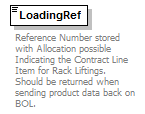 LoadingRef
Reference Number stored
with Allocation possible
Indicating the Contract Line
Item for Rack Liftings.
Should be returned when
sending product data back on
BOL.